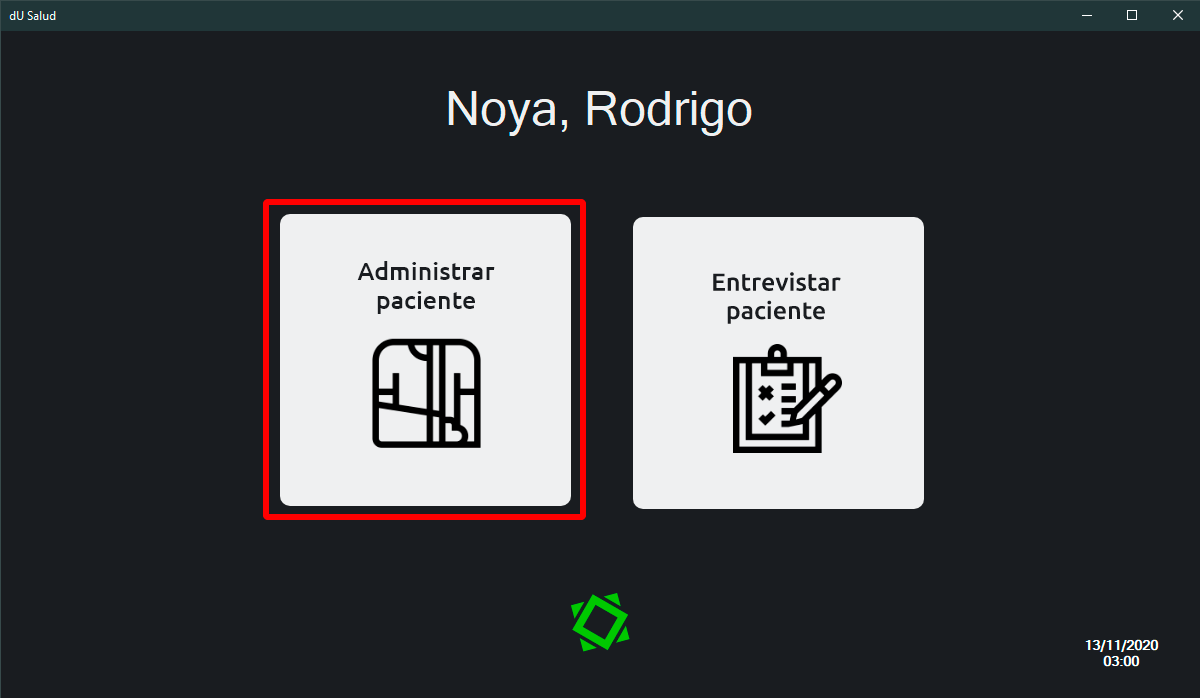 dU Salud
Noya, Rodrigo
Administrar
paciente
Entrevistar
paciente
13/11/2020
03:00